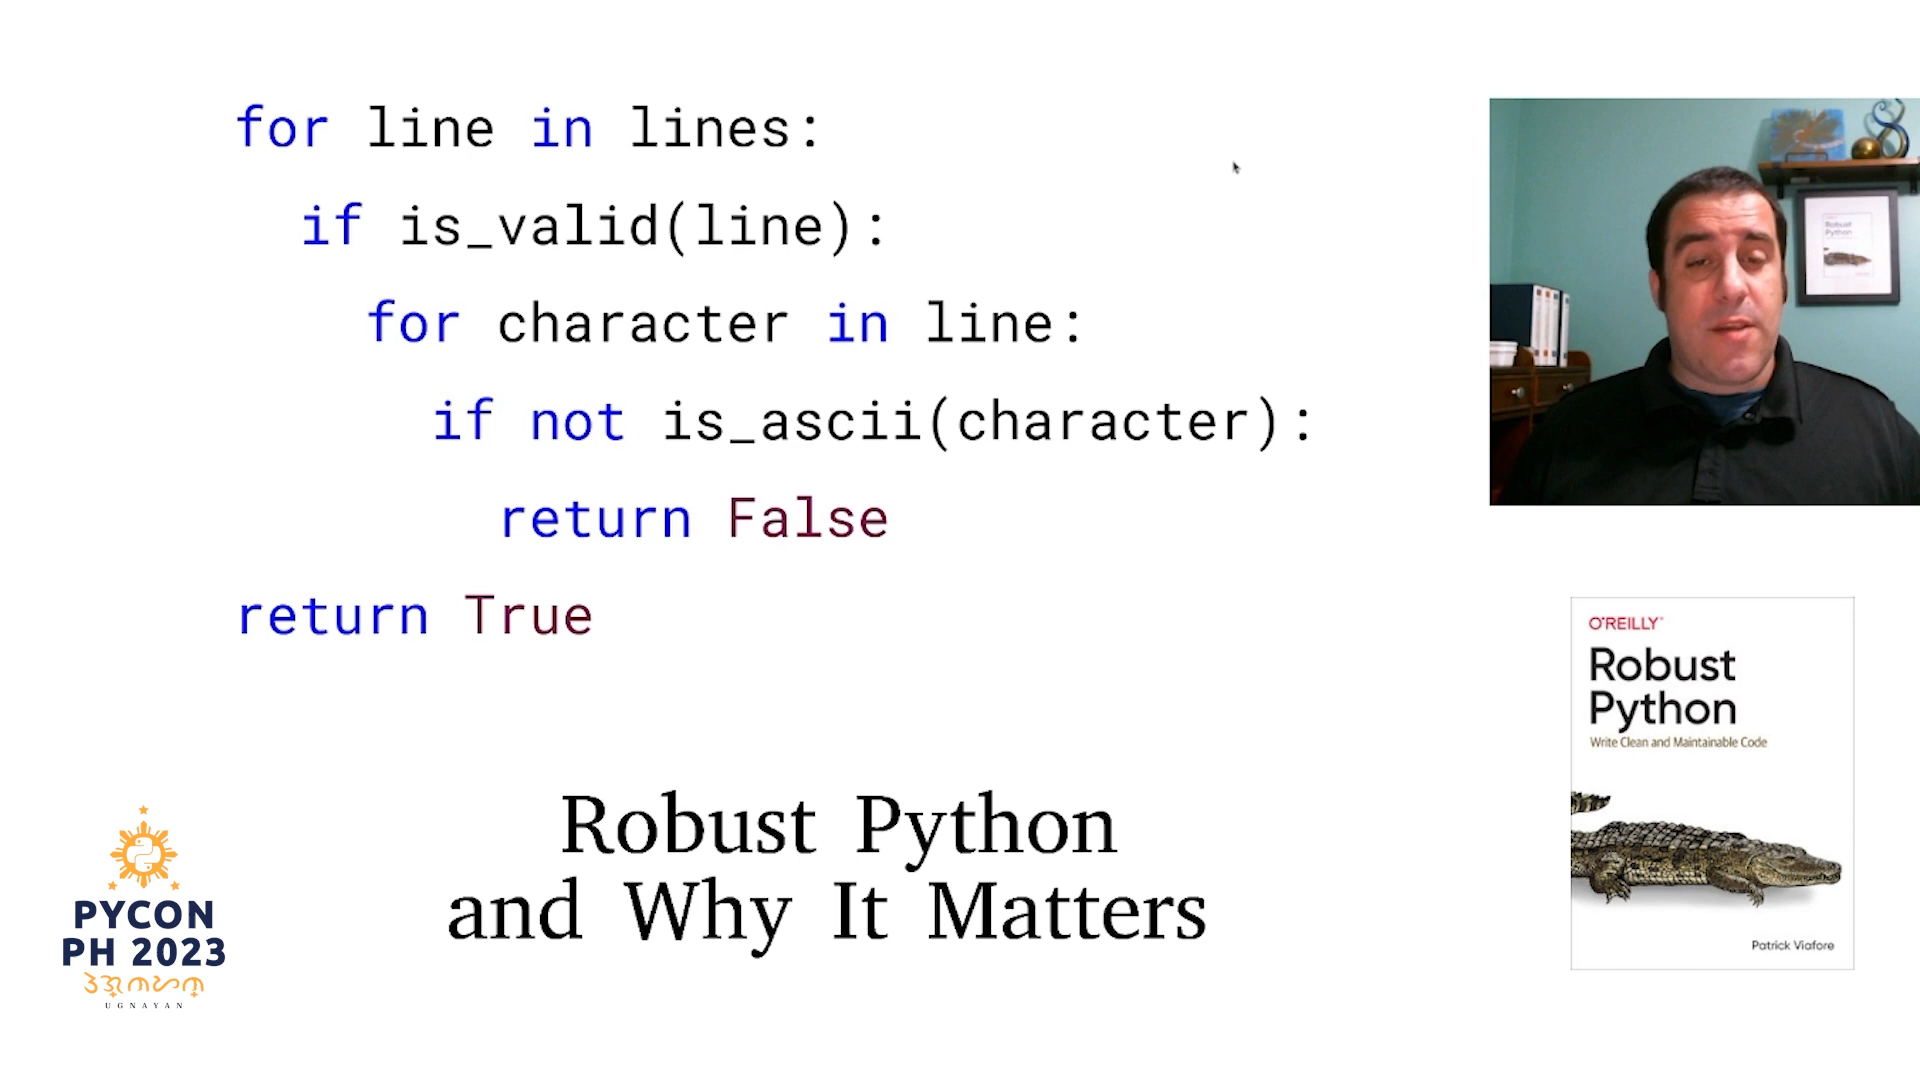 for line in lines:
if is_valid(line):
for character in line:
if not is_ascii(character):
return False
return True
Robust Python
and Why It Matters
PYCON
PH 2023
UGNAYAN
Robust
Python
O'REILLY
Robust
Python
Write Clean and Maintainable Code
Patrick Viafore